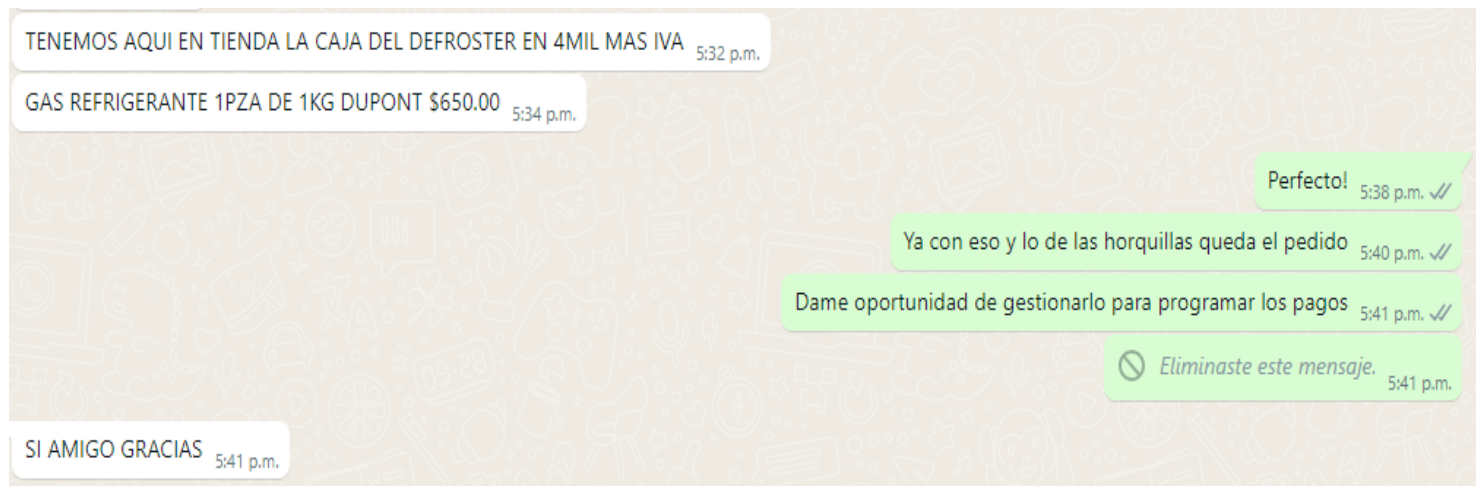 TENEMOS AQUI EN TIENDA LA CAJA DEL DEFROSTER EN 4MIL MAS IVA 5:32 p.m.
GAS REFRIGERANTE 1PZA DE 1KG DUPONT $650.00 5:34 p.m.
Perfecto! 5:38 p.m.
Ya con eso y lo de las horquillas queda el pedido 5:40 p.m.
Dame oportunidad de gestionarlo para programar los pagos 5:41 p.m.
Eliminaste este mensaje. 5:41 p.m.
SI AMIGO GRACIAS 5:41 p.m.